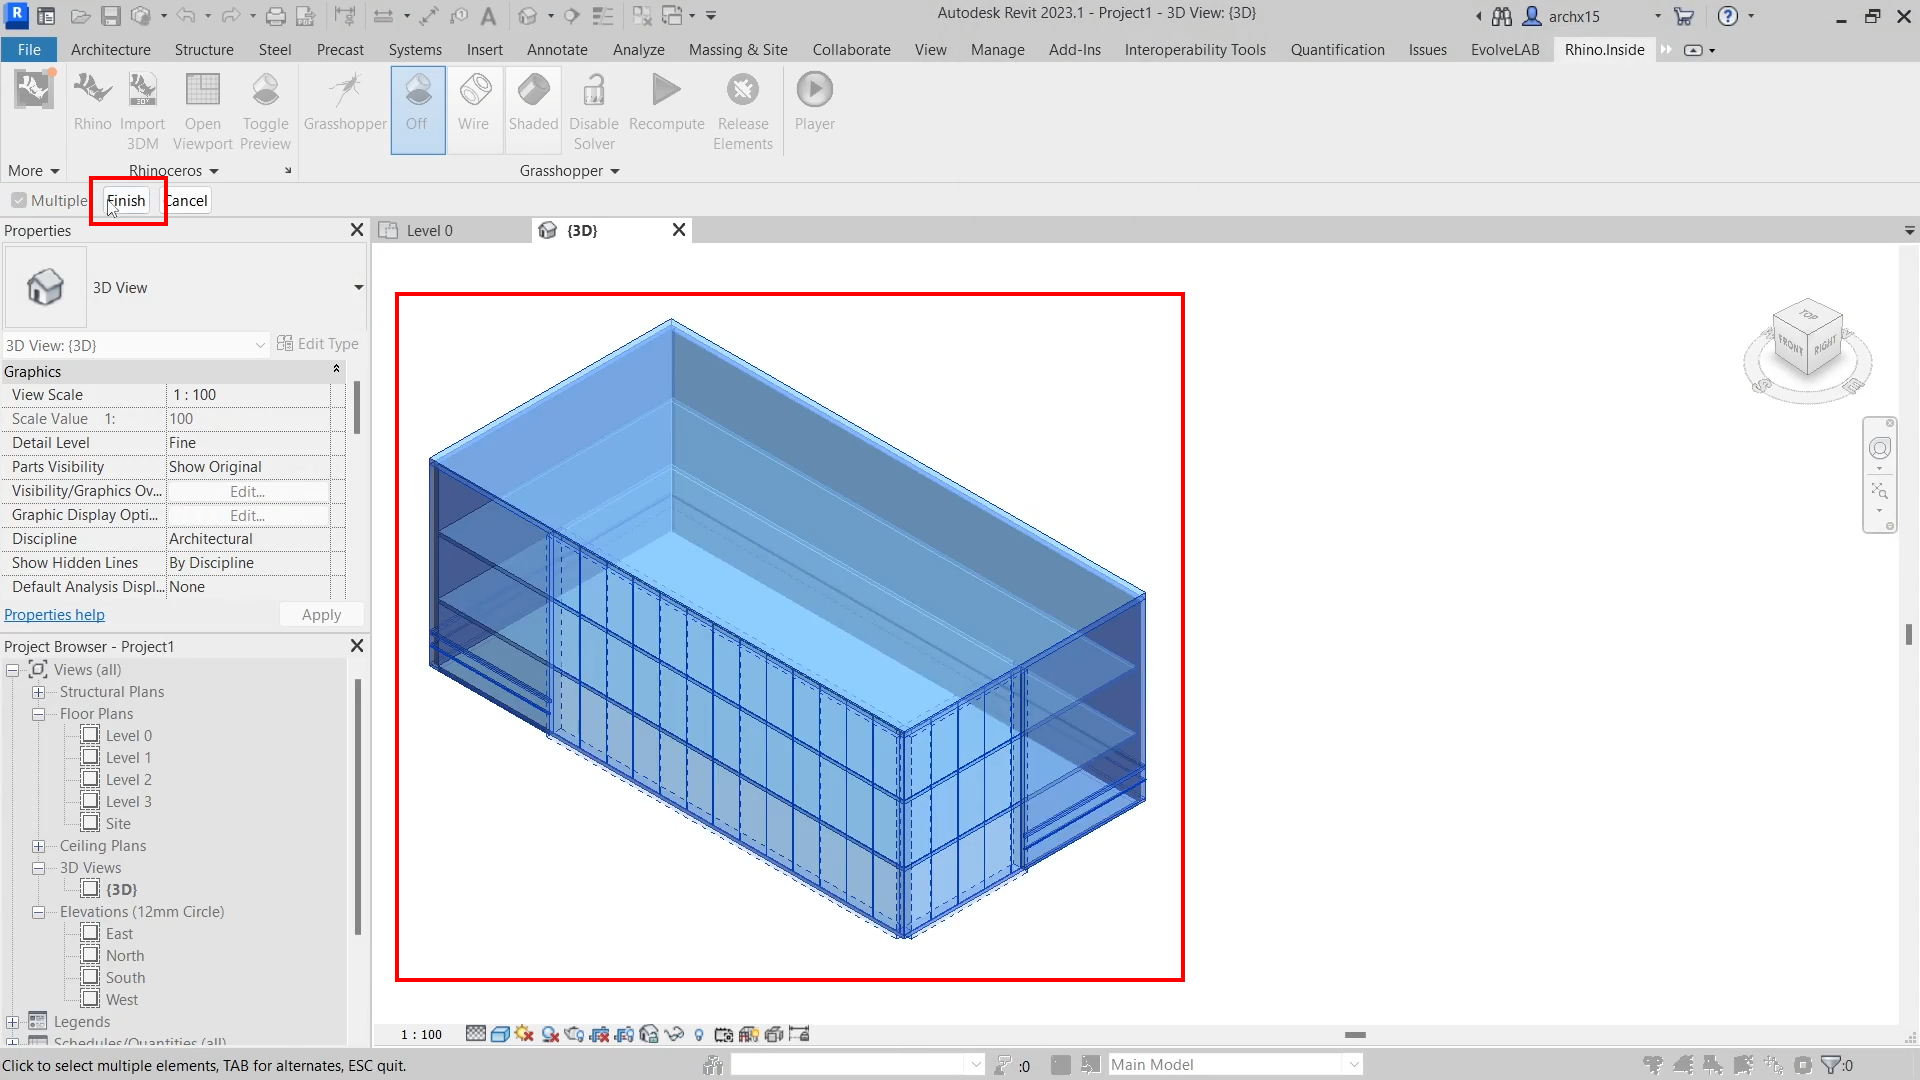 Autodesk Revit 2023.1 - Project1 - 3D View: {3D}
archx15
File Architecture Structure Steel Precast Systems Insert Annotate Analyze Massing & Site Collaborate View Manage Add-Ins Interoperability Tools Quantification Issues EvolveLAB Rhino.Inside
Rhino Import 3DM Open Viewport Toggle Preview Grasshopper Off Wire Shaded Disable Solver Recompute Release Elements Player
More Rhinoceros Grasshopper
Multiple Finish Cancel
Properties
Level 0 {3D}
3D View
3D View: {3D} Edit Type
Graphics
View Scale 1 : 100
Scale Value 1: 100
Detail Level Fine
Parts Visibility Show Original
Visibility/Graphics Ov... Edit...
Graphic Display Opti... Edit...
Discipline Architectural
Show Hidden Lines By Discipline
Default Analysis Displ... None
Properties help Apply
TOP
FRONT RIGHT
S E
Project Browser - Project1
Views (all)
Structural Plans
Floor Plans
Level 0
Level 1
Level 2
Level 3
Site
Ceiling Plans
3D Views
{3D}
Elevations (12mm Circle)
East
North
South
West
Legends
Schedules/Quantities (all)
1 : 100
Click to select multiple elements, TAB for alternates, ESC quit.
:0
Main Model
:0